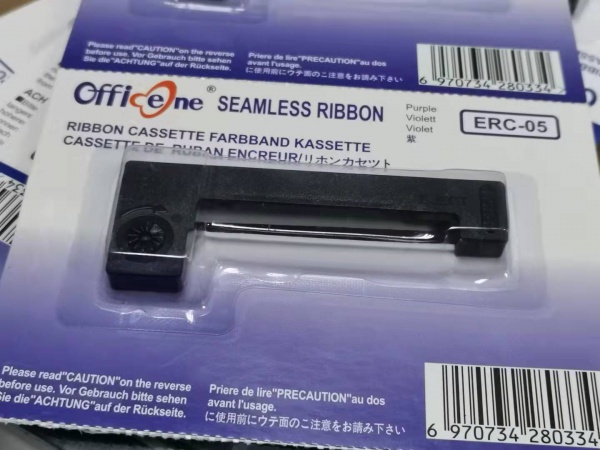 Please read"CAUTION"on the reverse
before use. Vor Gebrauch bitte sehen
Sie die"ACHTUNG"auf der Rückseite.
Priere de lire"PRECAUTION"au dos
avant l'usage.
に使用前にウテ面のこ注意をお読み下さい
6 970734 280334
OfficeOne® SEAMLESS RIBBON
RIBBON CASSETTE FARBBAND KASSETTE
CASSETTE DE RUBAN ENCREUR/リホンカセツト
Purple
Violett
Violet
紫
ERC-05
Please read"CAUTION"on the reverse
before use. Vor Gebrauch bitte sehen
Sie die"ACHTUNG"auf der Rückseite.
Priere de lire"PRECAUTION"au dos
avant l'usage.
に使用前にウテ面のこ注意をお読み下さい
6 970734 280334